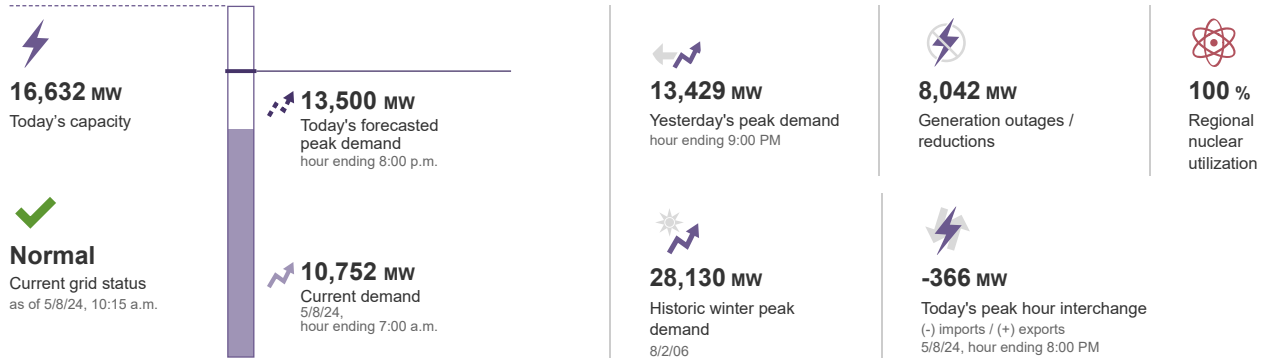 16,632 MW
Today's capacity
Normal
Current grid status
as of 5/8/24, 10:15 a.m.
13,500 MW
Today's forecasted
peak demand
hour ending 8:00 p.m.
10,752 MW
Current demand
5/8/24,
hour ending 7:00 a.m.
13,429 MW
Yesterday's peak demand
hour ending 9:00 PM
8,042 MW
Generation outages /
reductions
100 %
Regional
nuclear
utilization
28,130 MW
Historic winter peak
demand
8/2/06
-366 MW
Today's peak hour interchange
(-) imports / (+) exports
5/8/24, hour ending 8:00 PM